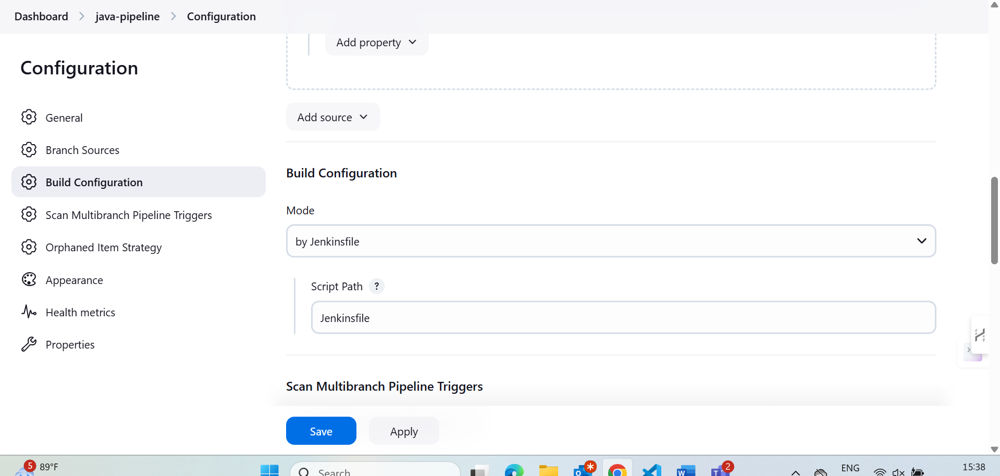 Dashboard > java-pipeline > Configuration
Add property
Configuration
General
Branch Sources
Build Configuration
Scan Multibranch Pipeline Triggers
Orphaned Item Strategy
Appearance
Health metrics
Properties
Add source
Build Configuration
Mode
by Jenkinsfile
Script Path ?
Jenkinsfile
Scan Multibranch Pipeline Triggers
Save
Apply
5
89°F
Search
2
ENG
15:38